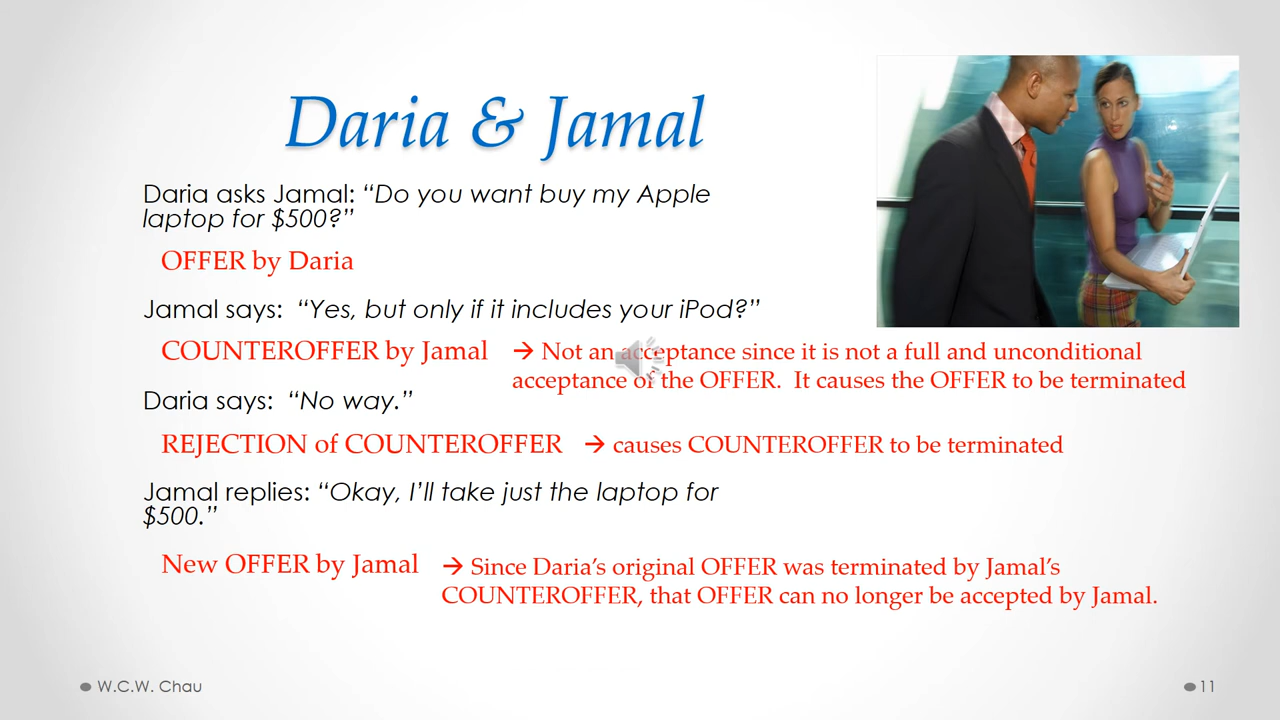 Daria & Jamal
Daria asks Jamal: “Do you want buy my Apple
laptop for $500?”
OFFER by Daria
Jamal says:  “Yes, but only if it includes your iPod?”
COUNTEROFFER by Jamal
→ Not an acceptance since it is not a full and unconditional
acceptance of the OFFER.  It causes the OFFER to be terminated
Daria says:  “No way.”
REJECTION of COUNTEROFFER → causes COUNTEROFFER to be terminated
Jamal replies: “Okay, I’ll take just the laptop for
$500.”
New OFFER by Jamal
→ Since Daria’s original OFFER was terminated by Jamal’s
COUNTEROFFER, that OFFER can no longer be accepted by Jamal.
W.C.W. Chau
11